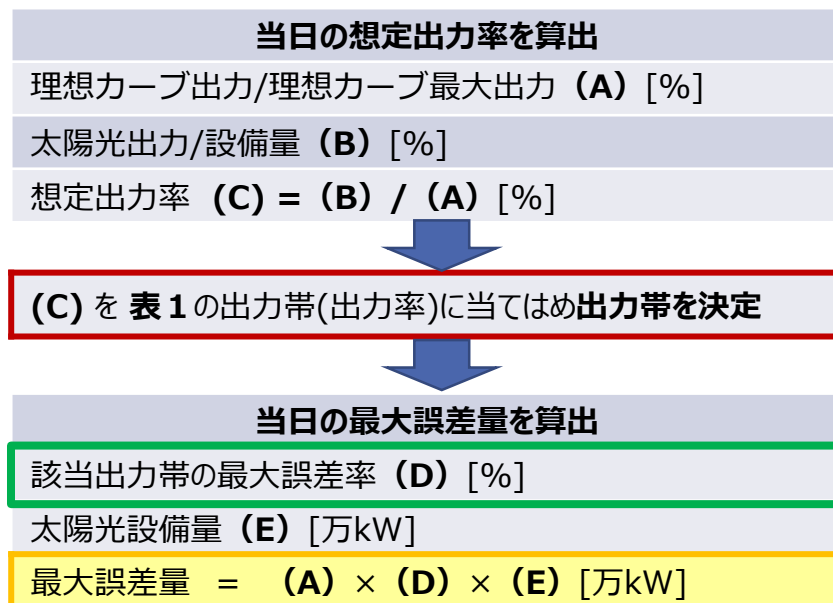 当日の想定出力率を算出
理想カーブ出力/理想カーブ最大出力（A）[%]
太陽光出力/設備量（B）[%]
想定出力率 (C) =（B）/（A）[%]
(C) を 表１の出力帯(出力率)に当てはめ出力帯を決定
当日の最大誤差量を算出
該当出力帯の最大誤差率（D）[%]
太陽光設備量（E）[万kW]
最大誤差量 = （A）×（D）×（E）[万kW]